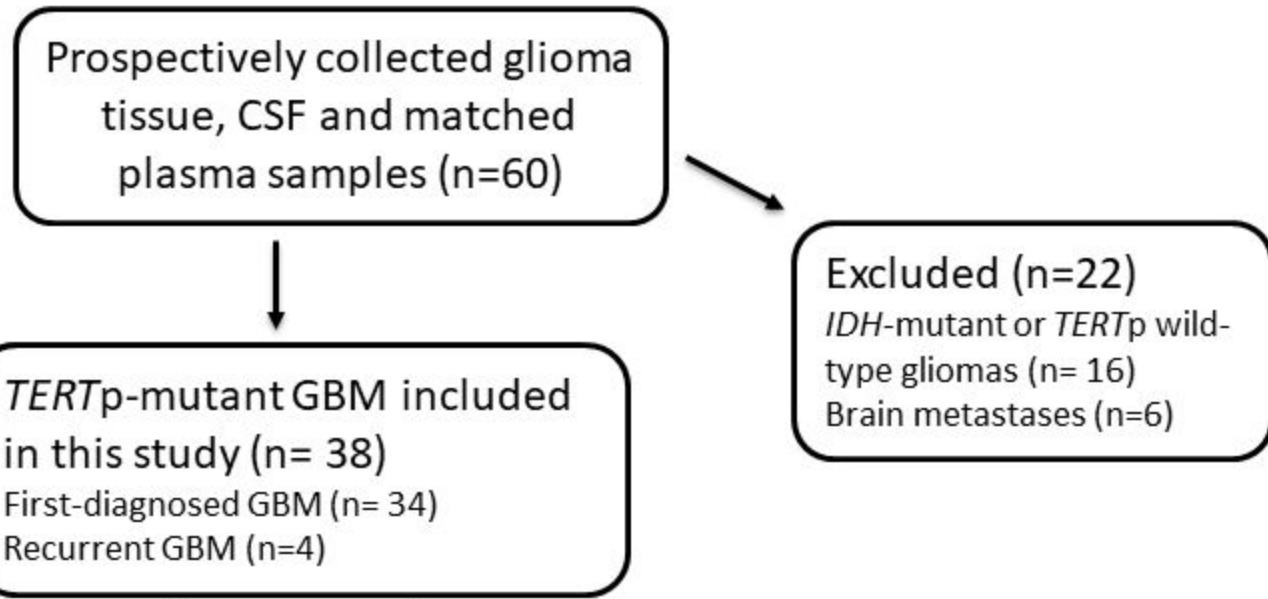 Prospectively collected glioma
tissue, CSF and matched
plasma samples (n=60)
Excluded (n=22)
IDH-mutant or TERTp wild-
type gliomas (n= 16)
Brain metastases (n=6)
TERTp-mutant GBM included
in this study (n= 38)
First-diagnosed GBM (n= 34)
Recurrent GBM (n=4)